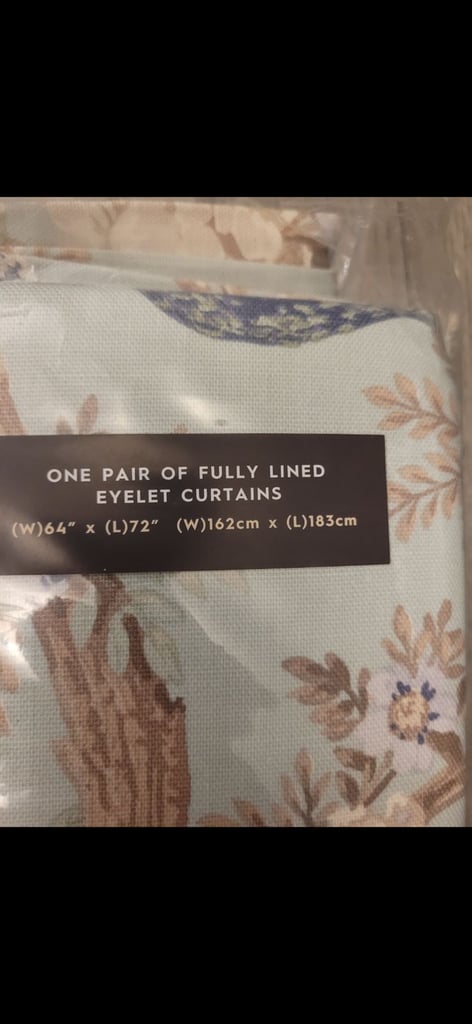 ONE PAIR OF FULLY LINED
EYELET CURTAINS
(W)64" x (L)72" (W)162cm x (L)183cm